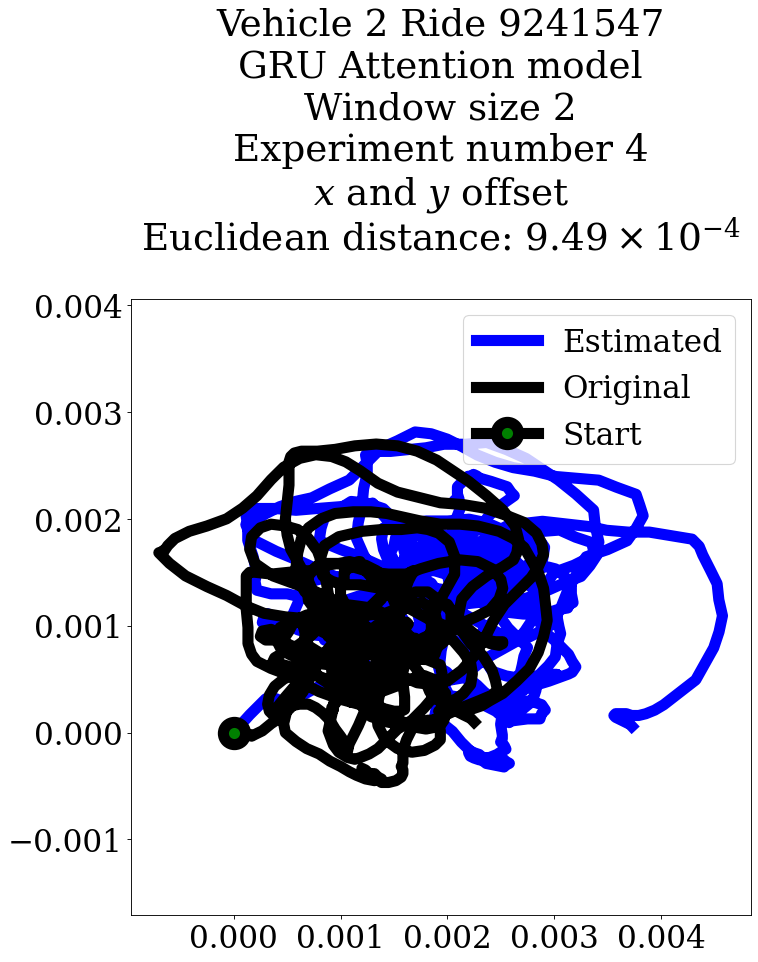 Vehicle 2 Ride 9241547
GRU Attention model
Window size 2
Experiment number 4
x and y offset
Euclidean distance: 9.49 × 10⁻⁴
Estimated
Original
Start
0.004
0.003
0.002
0.001
0.000
−0.001
0.000 0.001 0.002 0.003 0.004